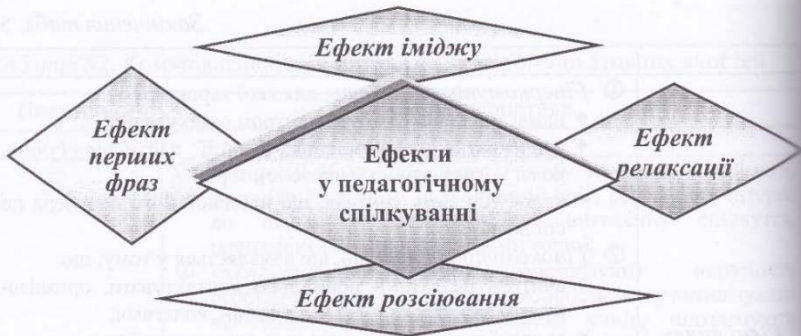 Ефект іміджу
Ефект
перших
фраз
Ефекти
у педагогічному
спілкуванні
Ефект
релаксації
Ефект розсіювання